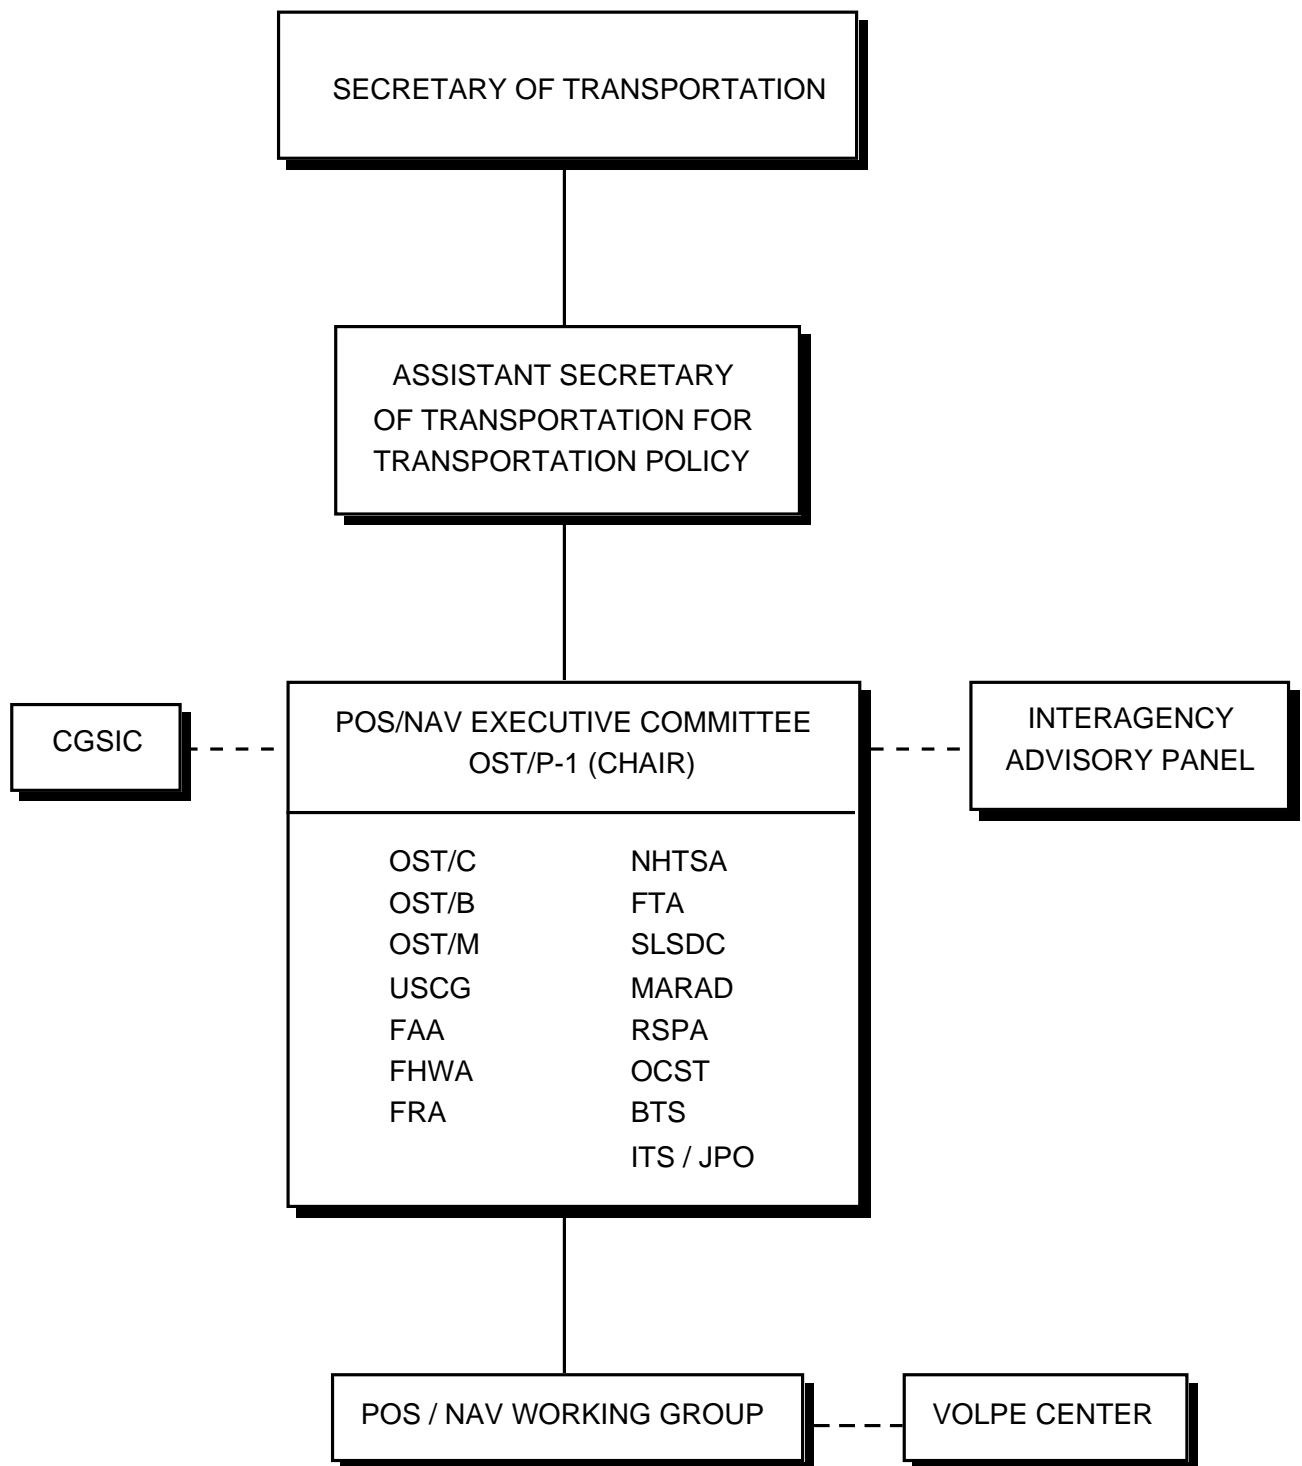 SECRETARY OF TRANSPORTATION
ASSISTANT SECRETARY
OF TRANSPORTATION FOR
TRANSPORTATION POLICY
CGSIC
POS/NAV EXECUTIVE COMMITTEE
OST/P-1 (CHAIR)
INTERAGENCY
ADVISORY PANEL
OST/C
OST/B
OST/M
USCG
FAA
FHWA
FRA
NHTSA
FTA
SLSDC
MARAD
RSPA
OCST
BTS
ITS / JPO
POS / NAV WORKING GROUP
VOLPE CENTER